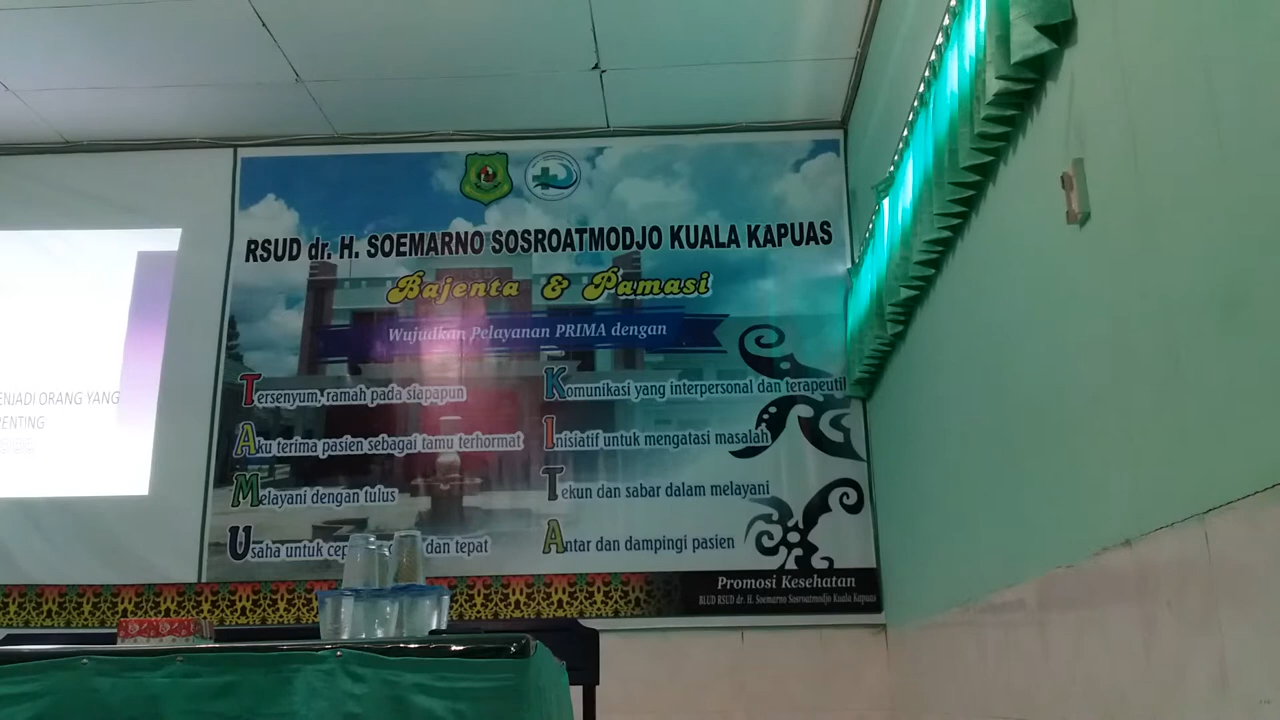 RSUD dr. H. SOEMARNO SOSROATMODJO KUALA KAPUAS
Bajenta & Pamasi
Wujudkan Pelayanan PRIMA dengan
Tersenyum, ramah pada siapapun
Aku terima pasien sebagai tamu terhormat
Melayani dengan tulus
Usaha untuk dan tepat
Komunikasi yang interpersonal dan terapeuti
Inisiatif untuk mengatasi masalah
Tekun dan sabar dalam melayani
Antar dan dampingi pasien
Promosi Kesehatan
BLUD RSUD dr. H. Soemarno Sosroatmodjo Kuala Kapuas
ENJADI ORANG YANG
ENTING